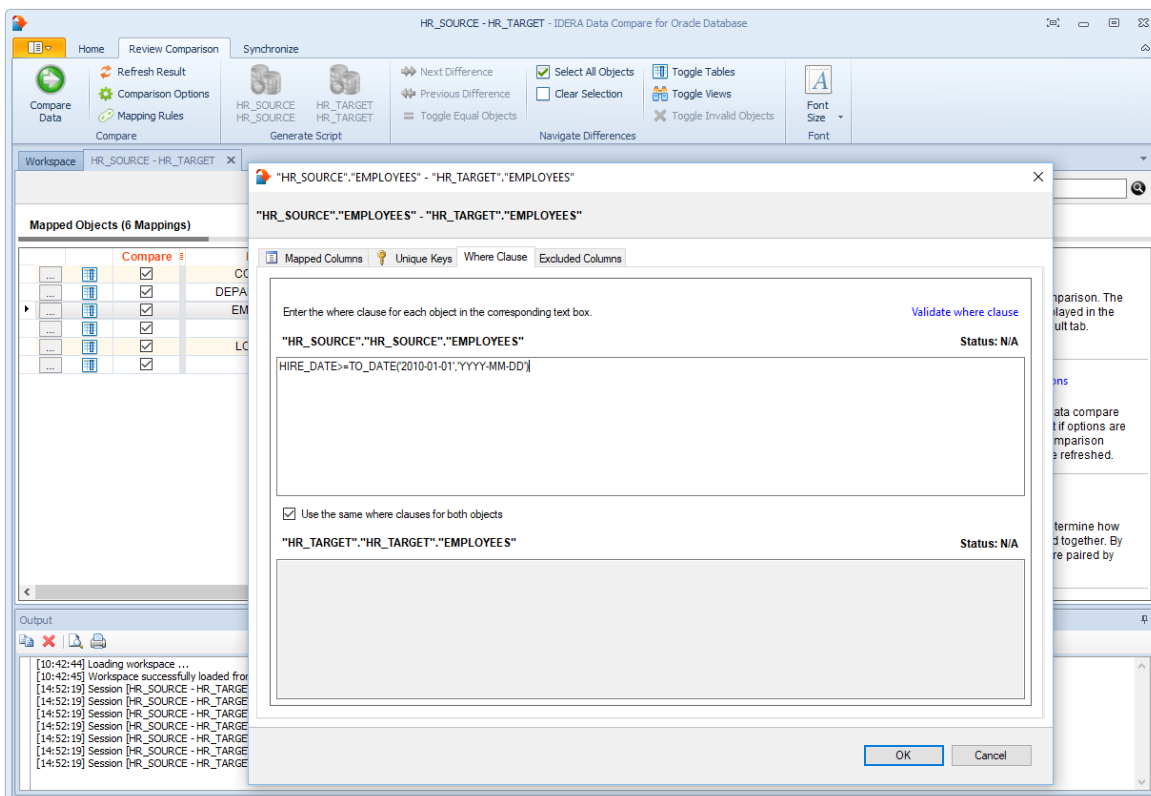 HR_SOURCE - HR_TARGET - IDERA Data Compare for Oracle Database
Home Review Comparison Synchronize
Compare Data
Refresh Result
Comparison Options
Mapping Rules
Compare
HR_SOURCE HR_SOURCE
HR_TARGET HR_TARGET
Generate Script
Next Difference
Previous Difference
Toggle Equal Objects
Select All Objects
Clear Selection
Toggle Tables
Toggle Views
Toggle Invalid Objects
Navigate Differences
Font Size
Font
Workspace HR_SOURCE - HR_TARGET
Mapped Objects (6 Mappings)
Compare
CO
DEPA
EM
LO
"HR_SOURCE"."EMPLOYEES" - "HR_TARGET"."EMPLOYEES"
"HR_SOURCE"."EMPLOYEES" - "HR_TARGET"."EMPLOYEES"
Mapped Columns Unique Keys Where Clause Excluded Columns
Enter the where clause for each object in the corresponding text box. Validate where clause
"HR_SOURCE"."HR_SOURCE"."EMPLOYEES" Status: N/A
HIRE_DATE>=TO_DATE('2010-01-01','YYYY-MM-DD')
Use the same where clauses for both objects
"HR_TARGET"."HR_TARGET"."EMPLOYEES" Status: N/A
OK Cancel
mparison. The
layed in the
ult tab.
ons
ata compare
t if options are
mparison
e refreshed.
termine how
d together. By
re paired by
Output
[10:42:44] Loading workspace ...
[10:42:45] Workspace successfully loaded from
[14:52:19] Session [HR_SOURCE - HR_TARGE
[14:52:19] Session [HR_SOURCE - HR_TARGE
[14:52:19] Session [HR_SOURCE - HR_TARGE
[14:52:19] Session [HR_SOURCE - HR_TARGE
[14:52:19] Session [HR_SOURCE - HR_TARGE
[14:52:19] Session [HR_SOURCE - HR_TARGE
[14:52:19] Session [HR_SOURCE - HR_TARGE